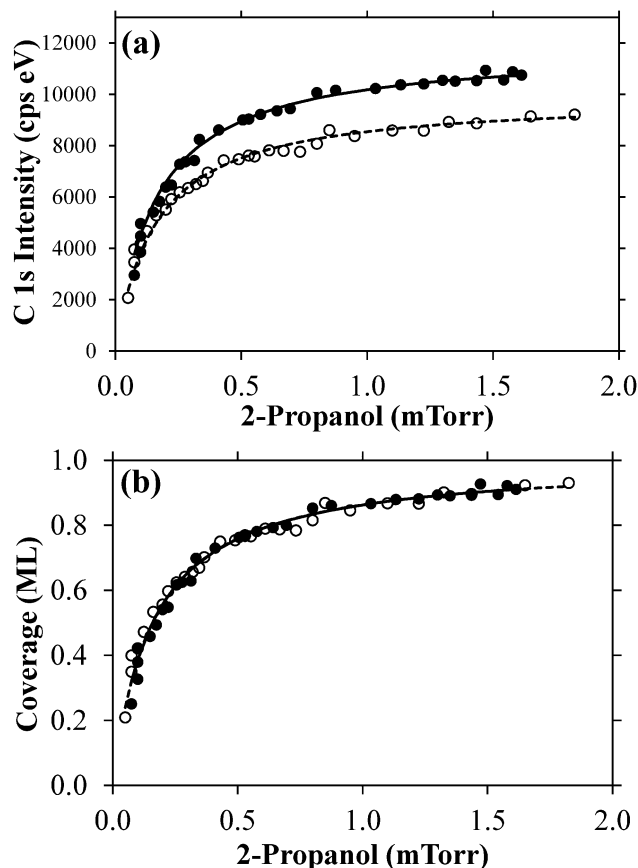 (a)
C 1s Intensity (cps eV)
12000
10000
8000
6000
4000
2000
0
0.0 0.5 1.0 1.5 2.0
2-Propanol (mTorr)
(b)
Coverage (ML)
1.0
0.8
0.6
0.4
0.2
0.0
0.0 0.5 1.0 1.5 2.0
2-Propanol (mTorr)